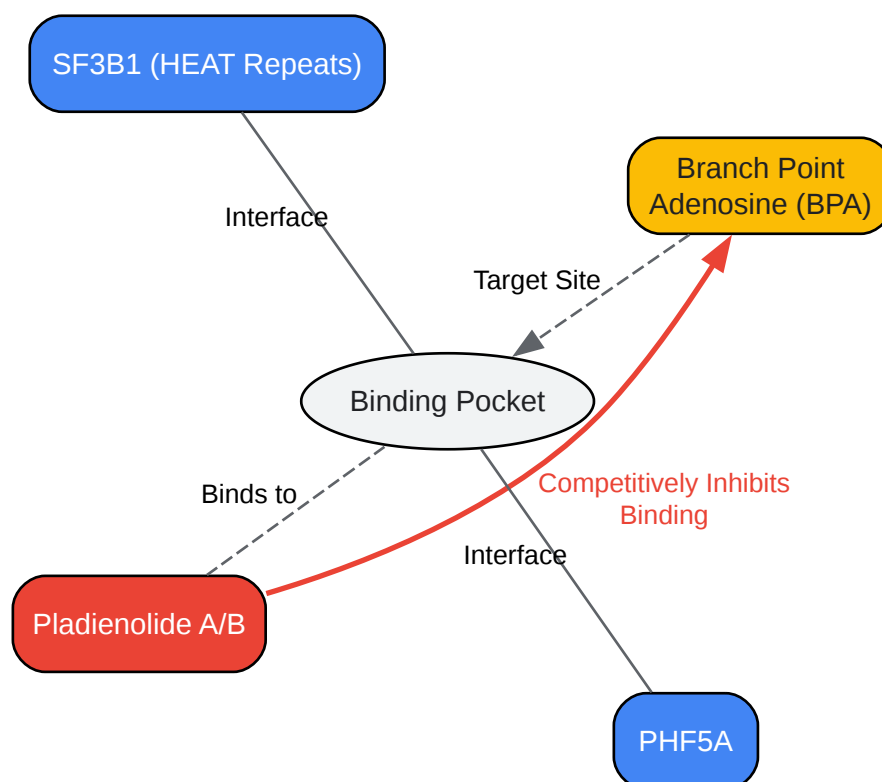 SF3B1 (HEAT Repeats)
Branch Point
Adenosine (BPA)
Interface
Target Site
Binding Pocket
Binds to
Competitively Inhibits
Binding
Interface
Pladienolide A/B
PHF5A